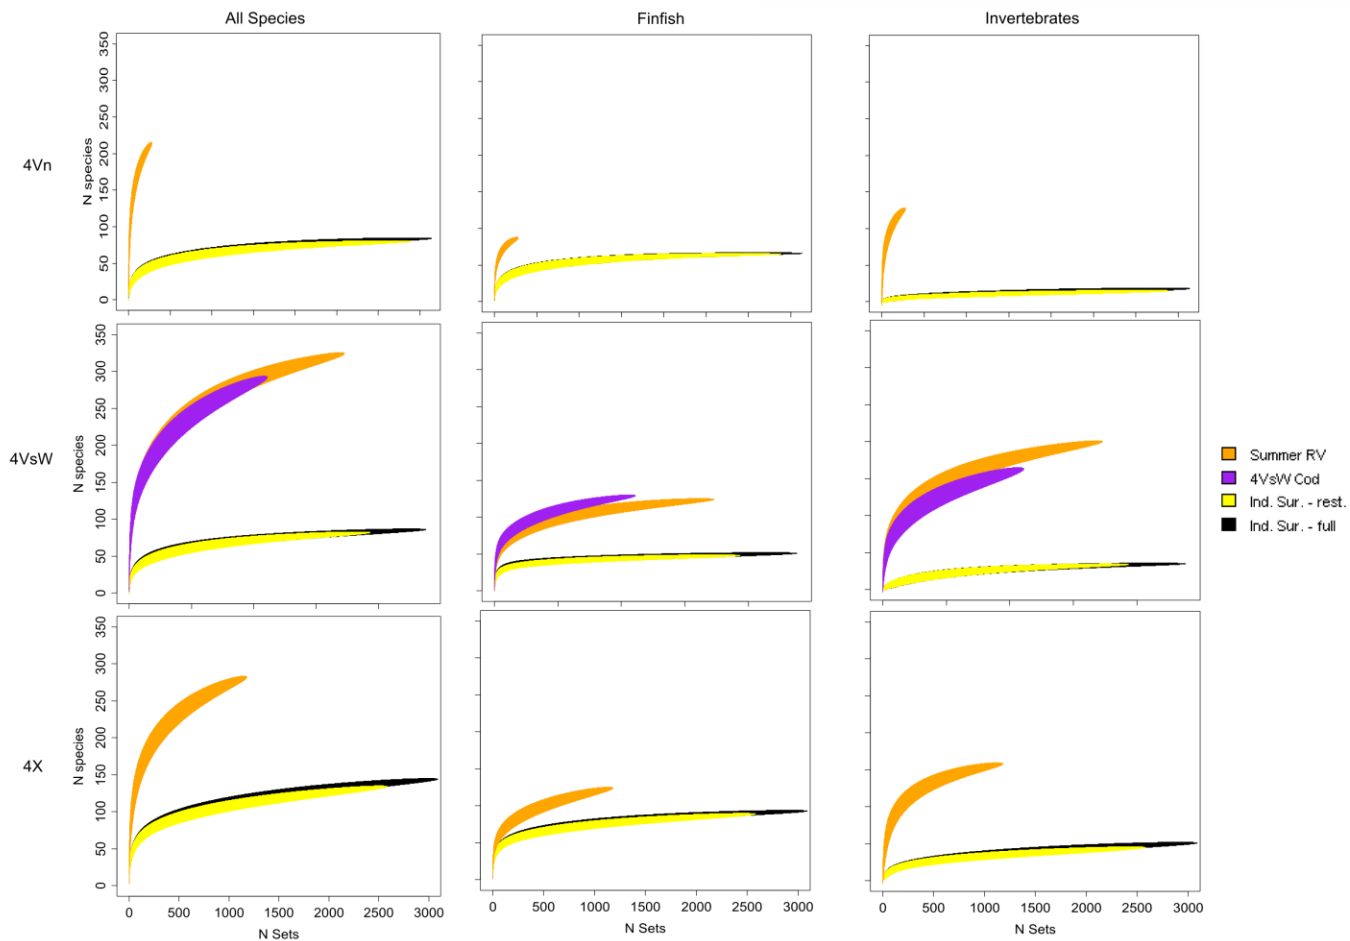 All Species
Finfish
Invertebrates
4Vn
N species
350
300
250
200
150
100
50
0
4VsW
N species
350
300
250
200
150
100
50
0
Summer RV
4VsW Cod
Ind. Sur. - rest.
Ind. Sur. - full
4X
N species
350
300
250
200
150
100
50
0
0 500 1000 1500 2000 2500 3000
0 500 1000 1500 2000 2500 3000
0 500 1000 1500 2000 2500 3000
N Sets
N Sets
N Sets